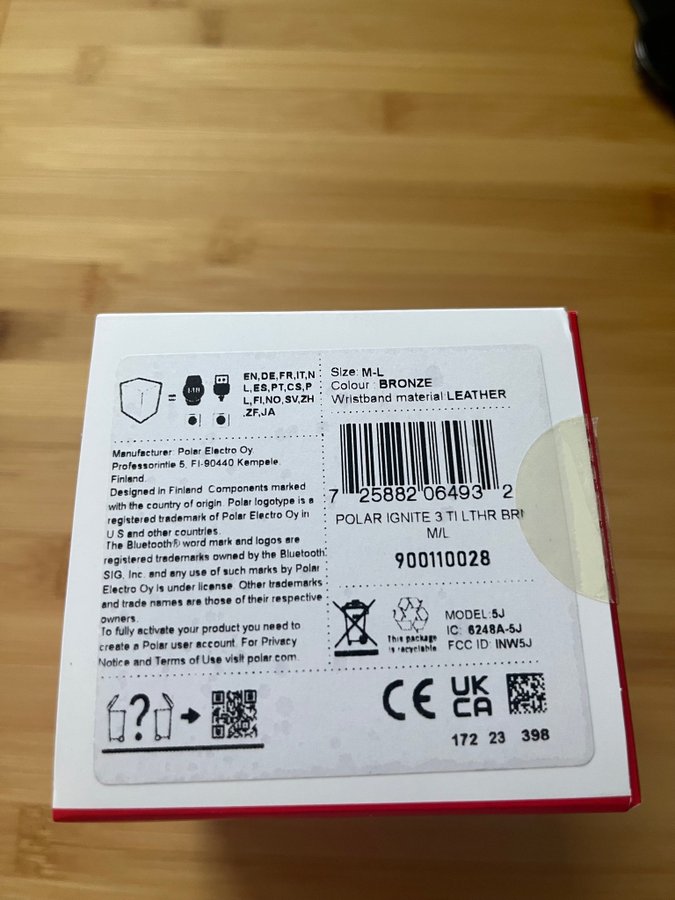 EN,DE,FR,IT,N
L,ES,PT,CS,P
L,FI,NO,SV,ZH
.ZF,JA
Manufacturer: Polar Electro Oy
Professorintie 5, FI-90440 Kempele,
Finland.
Designed in Finland. Components marked
with the country of origin. Polar logotype is a
registered trademark of Polar Electro Oy in
U.S and other countries.
The Bluetooth® word mark and logos are
registered trademarks owned by the Bluetooth
SIG, Inc. and any use of such marks by Polar
Electro Oy is under license. Other trademarks
and trade names are those of their respective
owners.
To fully activate your product you need to
create a Polar user account. For Privacy
Notice and Terms of Use visit polar.com.
Size: M-L
Colour : BRONZE
Wristband material:LEATHER
7 25882 06493 2
POLAR IGNITE 3 TI LTHR BRN
M/L
900110028
This package
is recyclable
MODEL:5J
IC: 6248A-5J
FCC ID: INW5J
?
CE
UK
CA
172 23 398